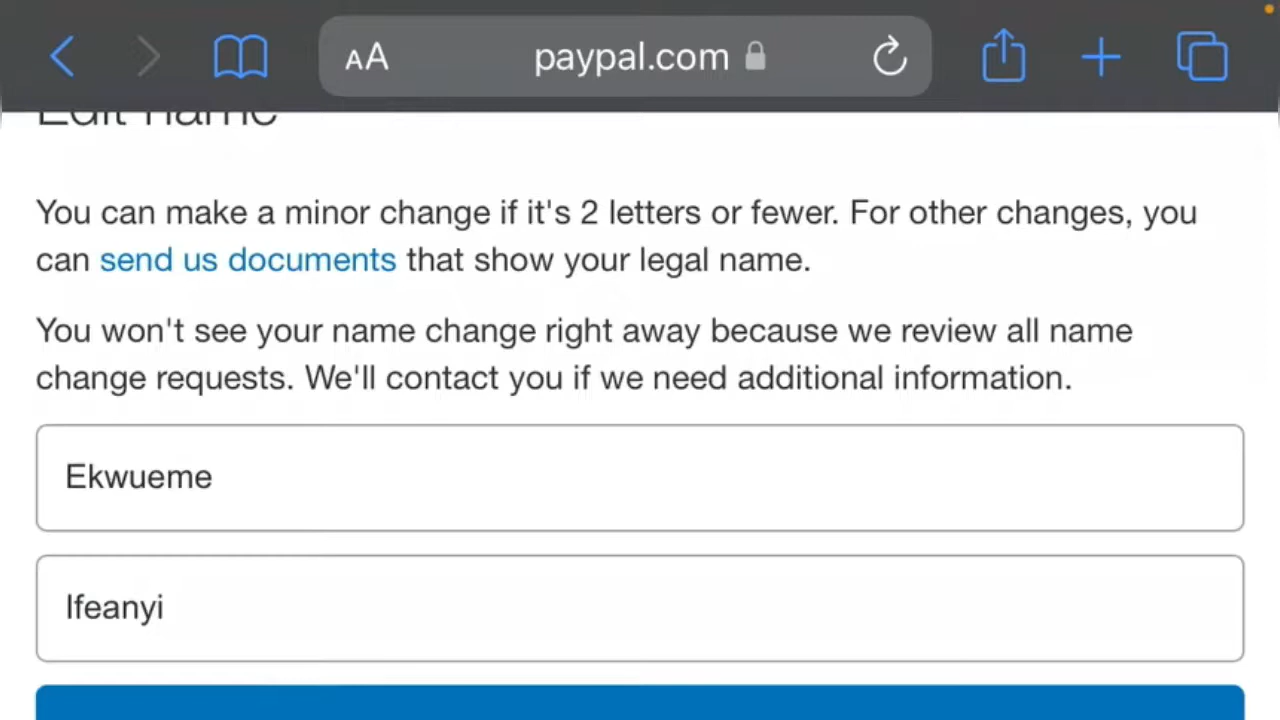 AA paypal.com
Edit name
You can make a minor change if it's 2 letters or fewer. For other changes, you
can send us documents that show your legal name.
You won't see your name change right away because we review all name
change requests. We'll contact you if we need additional information.
Ekwueme
Ifeanyi